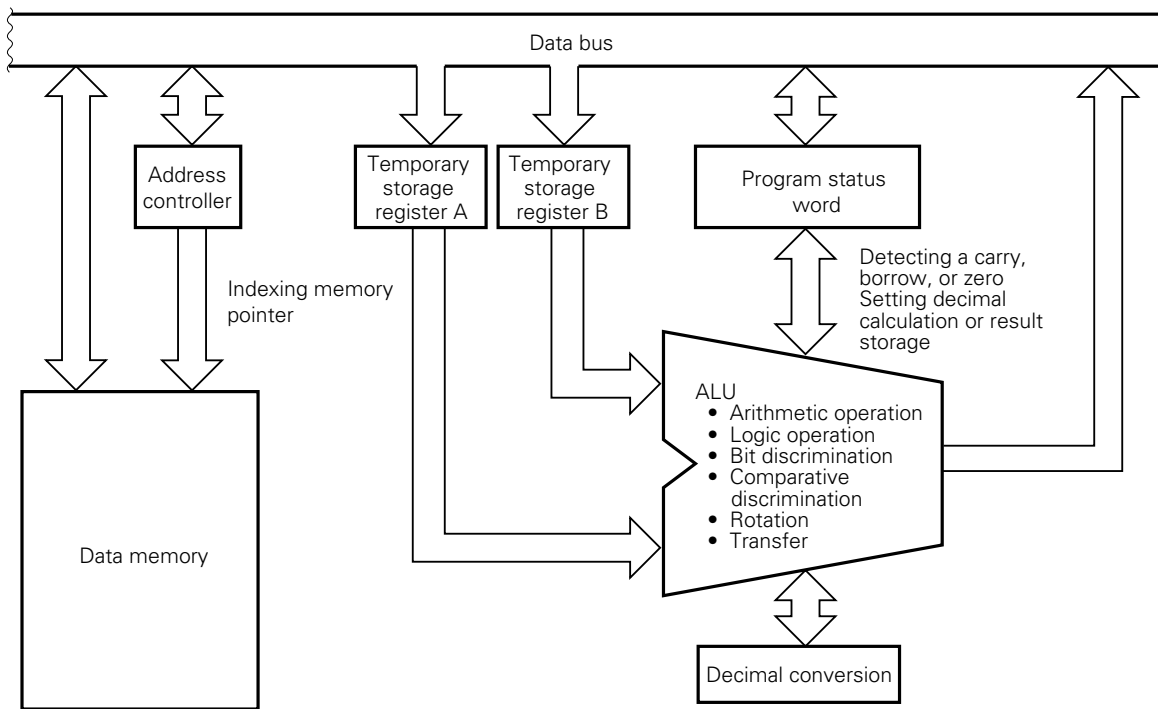 Data bus
Address
controller
Temporary
storage
register A
Temporary
storage
register B
Program status
word
Indexing memory
pointer
Detecting a carry,
borrow, or zero
Setting decimal
calculation or result
storage
ALU
• Arithmetic operation
• Logic operation
• Bit discrimination
• Comparative
discrimination
• Rotation
• Transfer
Data memory
Decimal conversion